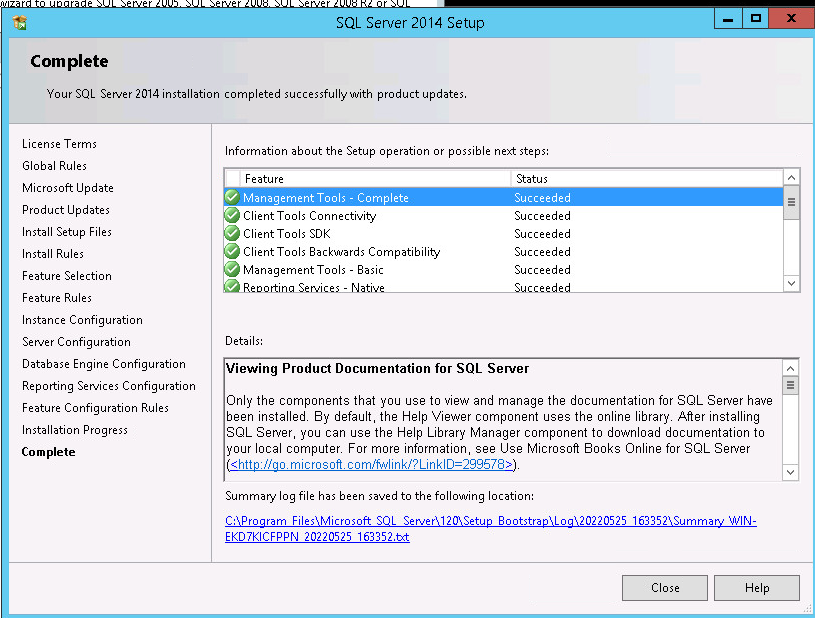 wizard to upgrade SQL Server 2005, SQL Server 2008, SQL Server 2008 R2 or SQL
SQL Server 2014 Setup
Complete
Your SQL Server 2014 installation completed successfully with product updates.
License Terms
Global Rules
Microsoft Update
Product Updates
Install Setup Files
Install Rules
Feature Selection
Feature Rules
Instance Configuration
Server Configuration
Database Engine Configuration
Reporting Services Configuration
Feature Configuration Rules
Installation Progress
Complete
Information about the Setup operation or possible next steps:
Feature Status
Management Tools - Complete Succeeded
Client Tools Connectivity Succeeded
Client Tools SDK Succeeded
Client Tools Backwards Compatibility Succeeded
Management Tools - Basic Succeeded
Reporting Services - Native Succeeded
Details:
Viewing Product Documentation for SQL Server
Only the components that you use to view and manage the documentation for SQL Server have
been installed. By default, the Help Viewer component uses the online library. After installing
SQL Server, you can use the Help Library Manager component to download documentation to
your local computer. For more information, see Use Microsoft Books Online for SQL Server
(<http://go.microsoft.com/fwlink/?LinkID=299578>).
Summary log file has been saved to the following location:
C:\Program Files\Microsoft SQL Server\120\Setup Bootstrap\Log\20220525_163352\Summary_WIN-
EKD7KICFPPN_20220525_163352.txt
Close Help